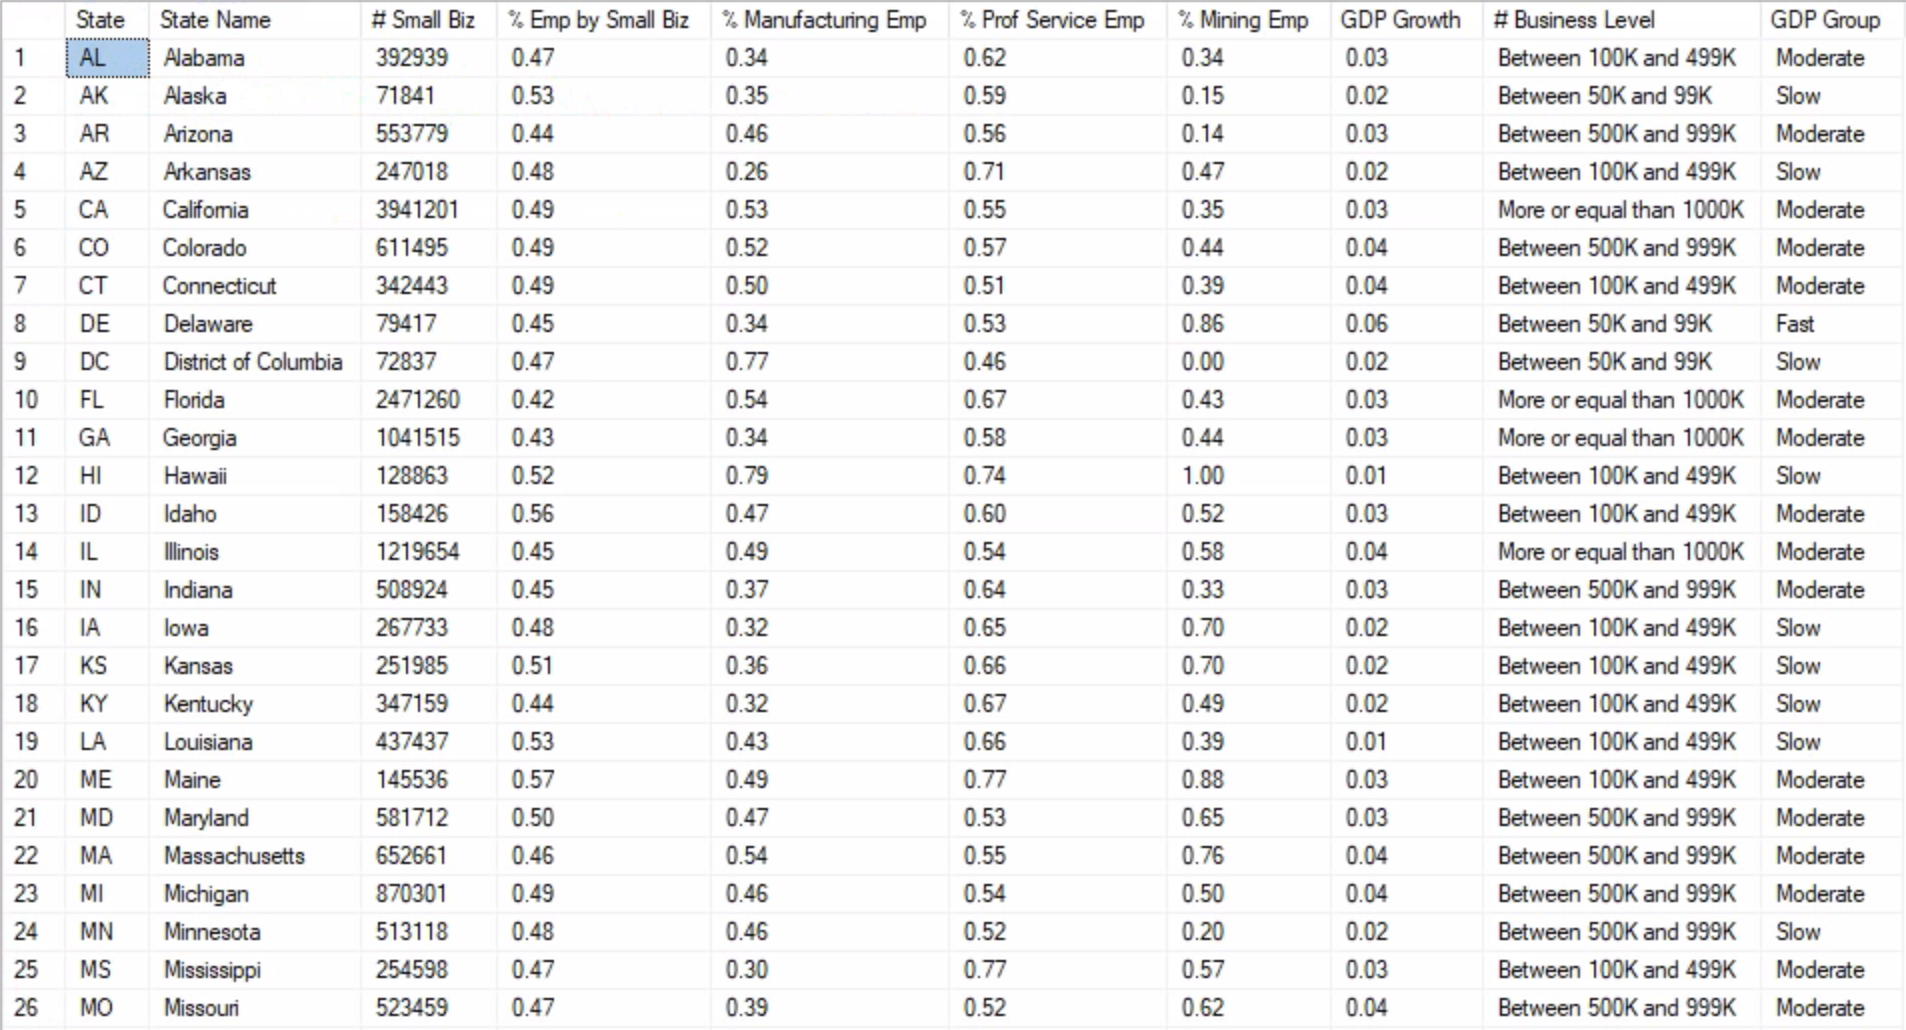 State State Name # Small Biz % Emp by Small Biz % Manufacturing Emp % Prof Service Emp % Mining Emp GDP Growth # Business Level GDP Group
1 AL Alabama 392939 0.47 0.34 0.62 0.34 0.03 Between 100K and 499K Moderate
2 AK Alaska 71841 0.53 0.35 0.59 0.15 0.02 Between 50K and 99K Slow
3 AR Arizona 553779 0.44 0.46 0.56 0.14 0.03 Between 500K and 999K Moderate
4 AZ Arkansas 247018 0.48 0.26 0.71 0.47 0.02 Between 100K and 499K Slow
5 CA California 3941201 0.49 0.53 0.55 0.35 0.03 More or equal than 1000K Moderate
6 CO Colorado 611495 0.49 0.52 0.57 0.44 0.04 Between 500K and 999K Moderate
7 CT Connecticut 342443 0.49 0.50 0.51 0.39 0.04 Between 100K and 499K Moderate
8 DE Delaware 79417 0.45 0.34 0.53 0.86 0.06 Between 50K and 99K Fast
9 DC District of Columbia 72837 0.47 0.77 0.46 0.00 0.02 Between 50K and 99K Slow
10 FL Florida 2471260 0.42 0.54 0.67 0.43 0.03 More or equal than 1000K Moderate
11 GA Georgia 1041515 0.43 0.34 0.58 0.44 0.03 More or equal than 1000K Moderate
12 HI Hawaii 128863 0.52 0.79 0.74 1.00 0.01 Between 100K and 499K Slow
13 ID Idaho 158426 0.56 0.47 0.60 0.52 0.03 Between 100K and 499K Moderate
14 IL Illinois 1219654 0.45 0.49 0.54 0.58 0.04 More or equal than 1000K Moderate
15 IN Indiana 508924 0.45 0.37 0.64 0.33 0.03 Between 500K and 999K Moderate
16 IA Iowa 267733 0.48 0.32 0.65 0.70 0.02 Between 100K and 499K Slow
17 KS Kansas 251985 0.51 0.36 0.66 0.70 0.02 Between 100K and 499K Slow
18 KY Kentucky 347159 0.44 0.32 0.67 0.49 0.02 Between 100K and 499K Slow
19 LA Louisiana 437437 0.53 0.43 0.66 0.39 0.01 Between 100K and 499K Slow
20 ME Maine 145536 0.57 0.49 0.77 0.88 0.03 Between 100K and 499K Moderate
21 MD Maryland 581712 0.50 0.47 0.53 0.65 0.03 Between 500K and 999K Moderate
22 MA Massachusetts 652661 0.46 0.54 0.55 0.76 0.04 Between 500K and 999K Moderate
23 MI Michigan 870301 0.49 0.46 0.54 0.50 0.04 Between 500K and 999K Moderate
24 MN Minnesota 513118 0.48 0.46 0.52 0.20 0.02 Between 500K and 999K Slow
25 MS Mississippi 254598 0.47 0.30 0.77 0.57 0.03 Between 100K and 499K Moderate
26 MO Missouri 523459 0.47 0.39 0.52 0.62 0.04 Between 500K and 999K Moderate